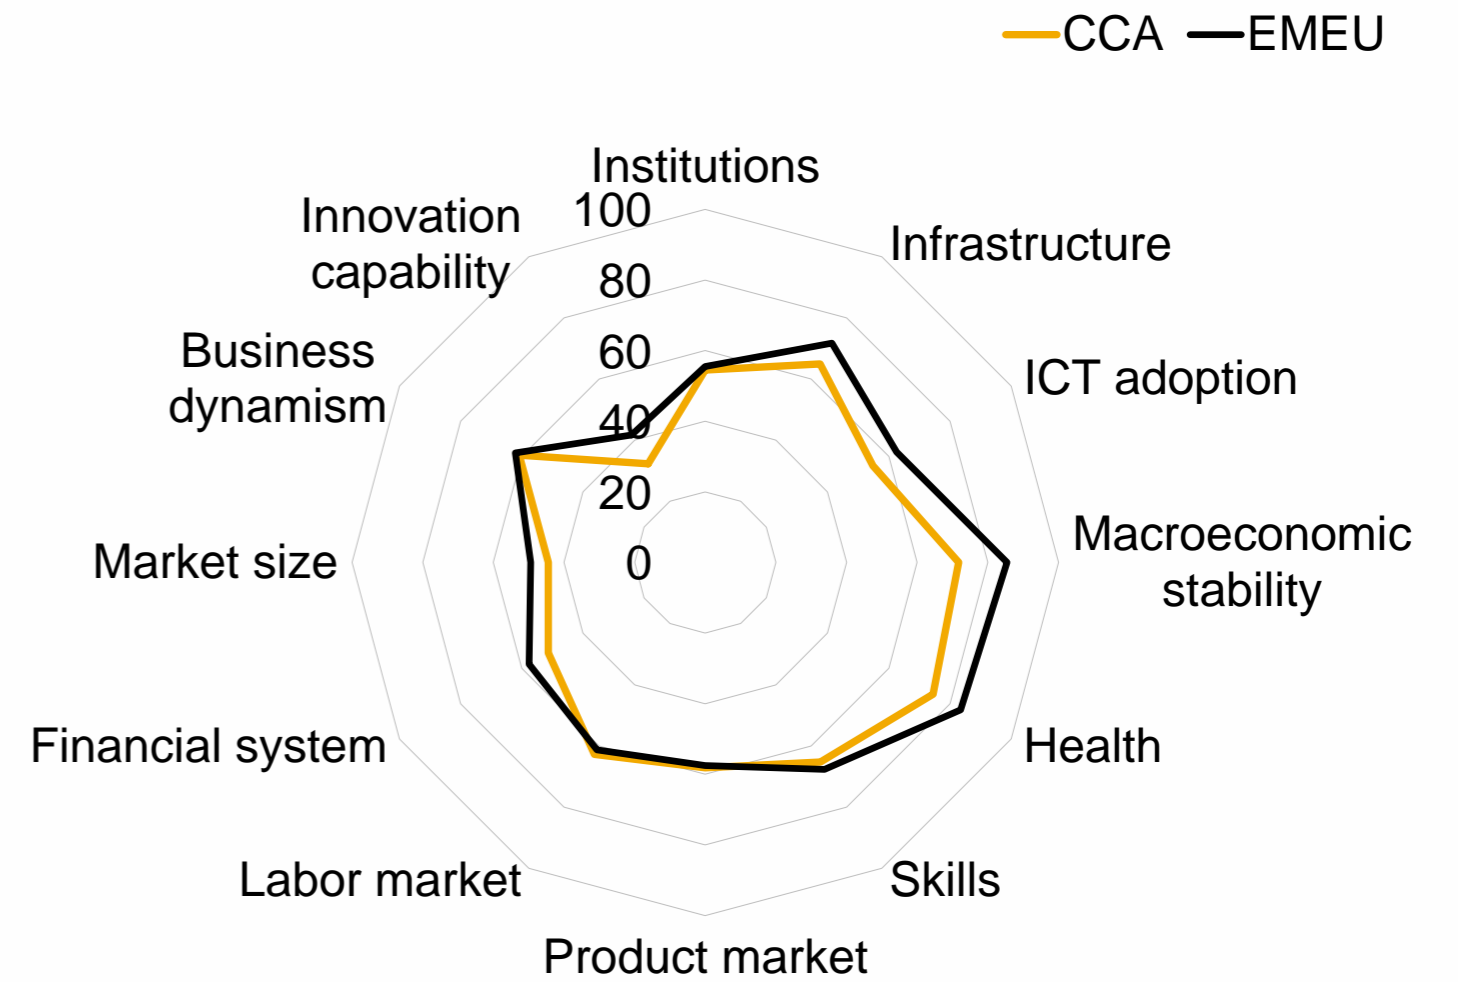 CCA EMEU
Institutions
Innovation
capability
100
Infrastructure
80
Business
dynamism
60
ICT adoption
40
20
Market size
0
Macroeconomic
stability
Financial system
Health
Labor market
Skills
Product market